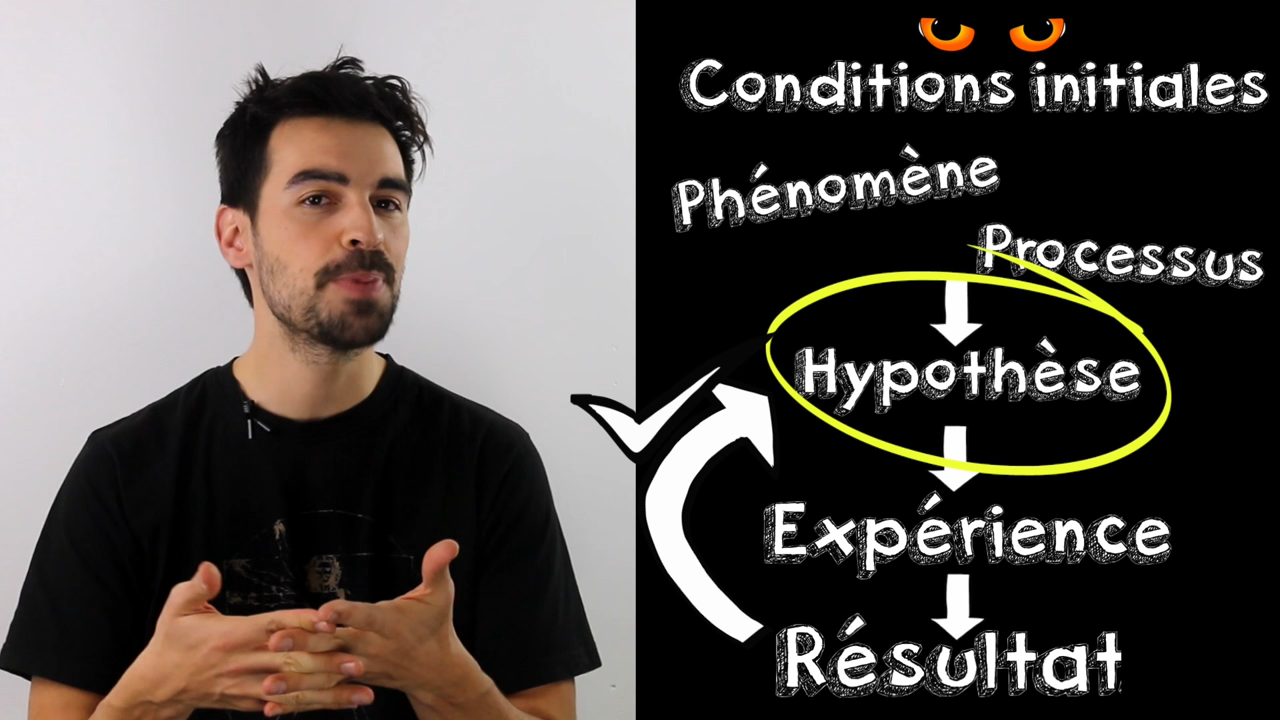 Conditions initiales
Phénomène
Processus
Hypothèse
Expérience
Résultat